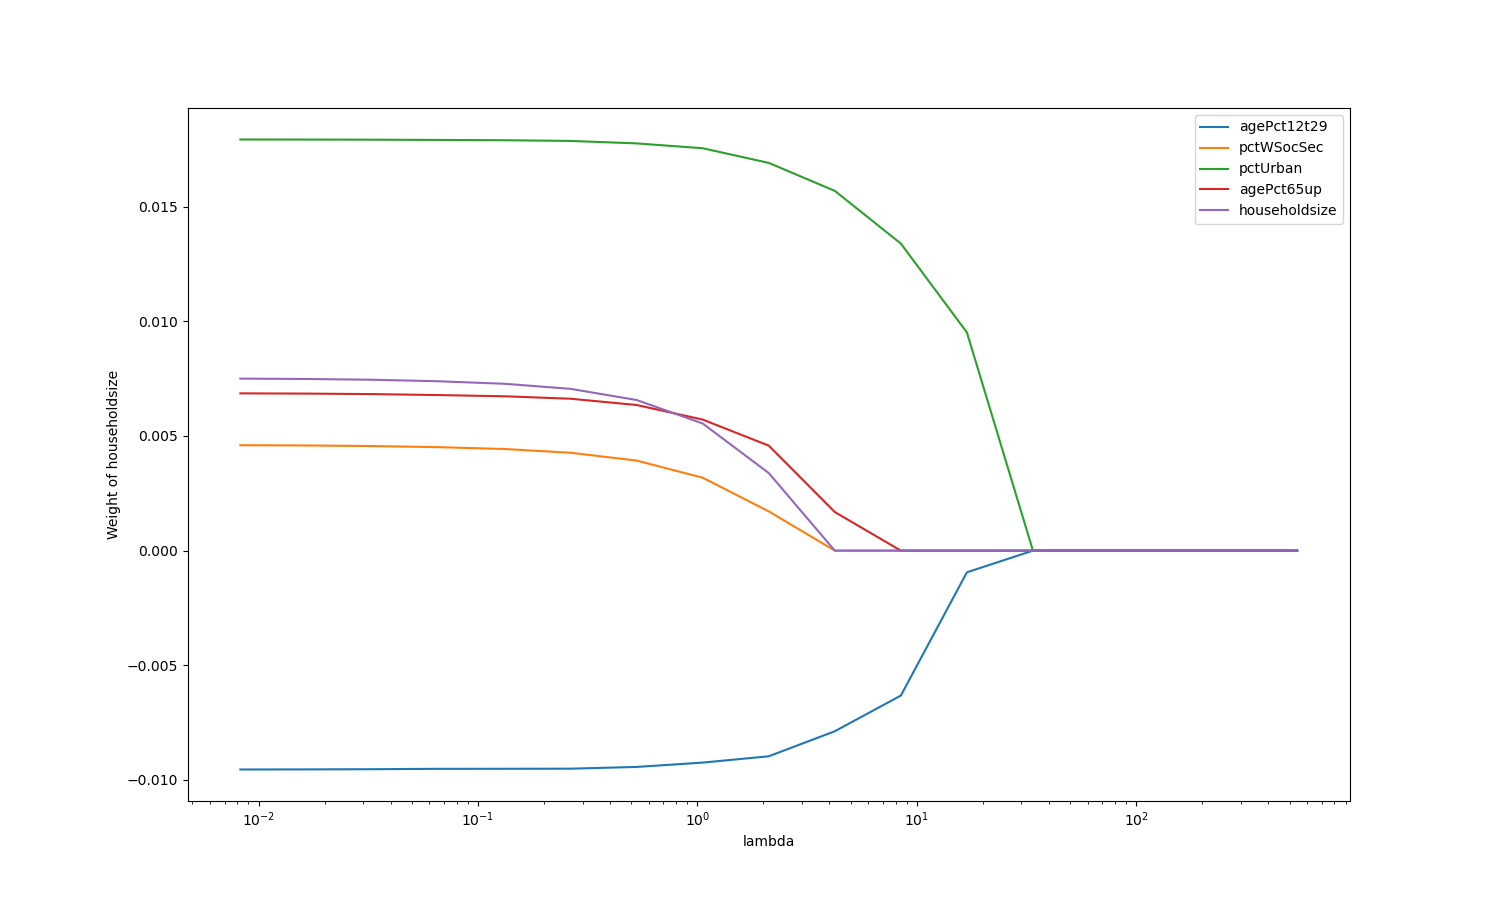 agePct12t29
pctWSocSec
pctUrban
agePct65up
householdsize
0.015
0.010
0.005
0.000
−0.005
−0.010
Weight of householdsize
10⁻² 10⁻¹ 10⁰ 10¹ 10²
lambda